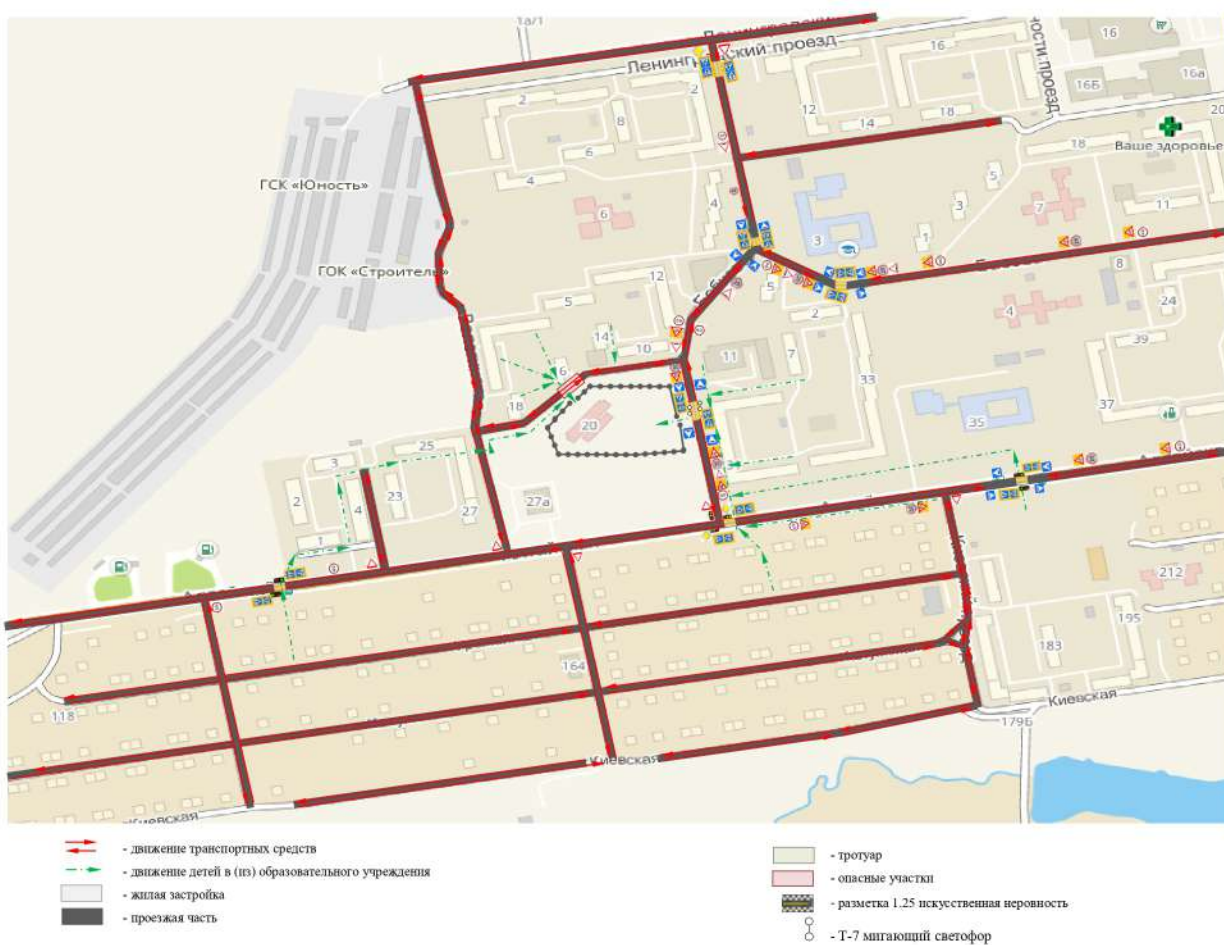 1а/1
Ленинградский проезд
16
16
16Б
16а
2
2
8
6
12
18
14
20
18
Ваше здоровье
4
ГСК «Юность»
6
4
3
5
3
7
11
1
ГОК «Строитель»
12
5
5
8
4
24
2
14
10
11
7
39
6
33
18
20
35
37
3
25
2
4
23
27
27а
1
212
195
183
164
118
Киевская
179Б
Киевская
Киевская
- движение транспортных средств
- движение детей в (из) образовательного учреждения
- жилая застройка
- проезжая часть
- тротуар
- опасные участки
- разметка 1.25 искусственная неровность
- Т-7 мигающий светофор